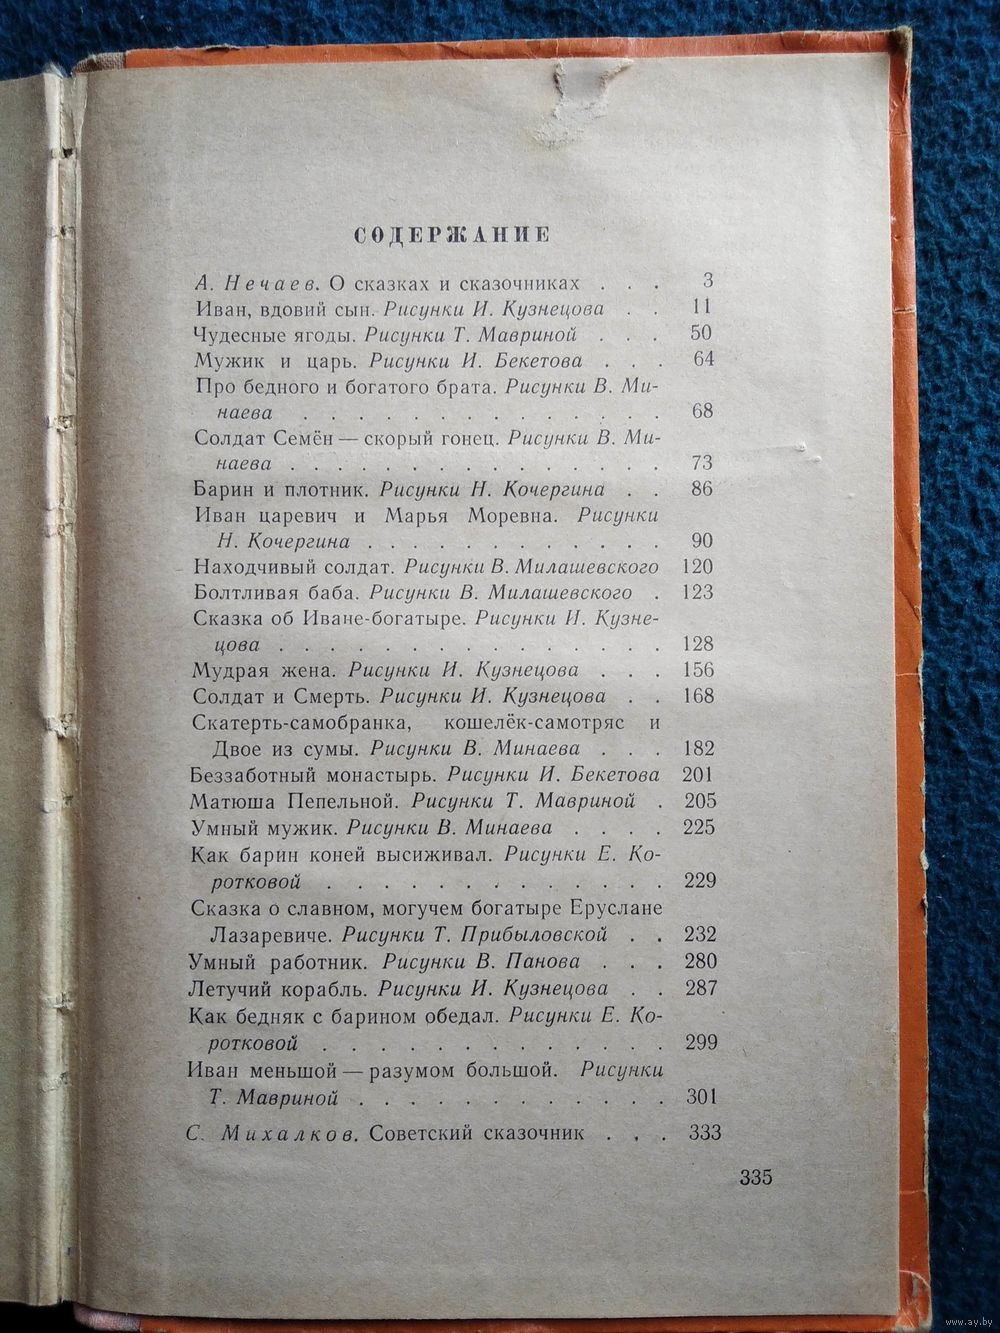 СОДЕРЖАНИЕ
А. Нечаев. О сказках и сказочниках . . . 3
Иван, вдовий сын. Рисунки И. Кузнецова . . 11
Чудесные ягоды. Рисунки Т. Мавриной . . . 50
Мужик и царь. Рисунки И. Бекетова . . . 64
Про бедного и богатого брата. Рисунки В. Ми-
наева . . . . . . . . . . . . . 68
Солдат Семён — скорый гонец. Рисунки В. Ми-
наева . . . . . . . . . . . . . . 73
Барин и плотник. Рисунки Н. Кочергина . . 86
Иван царевич и Марья Моревна. Рисунки
Н. Кочергина . . . . . . . . . . . 90
Находчивый солдат. Рисунки В. Милашевского 120
Болтливая баба. Рисунки В. Милашевского . 123
Сказка об Иване-богатыре. Рисунки И. Кузне-
цова . . . . . . . . . . . . . . 128
Мудрая жена. Рисунки И. Кузнецова . . . 156
Солдат и Смерть. Рисунки И. Кузнецова . . 168
Скатерть-самобранка, кошелёк-самотряс и
Двое из сумы. Рисунки В. Минаева . . . 182
Беззаботный монастырь. Рисунки И. Бекетова 201
Матюша Пепельной. Рисунки Т. Мавриной . 205
Умный мужик. Рисунки В. Минаева . . . . 225
Как барин коней высиживал. Рисунки Е. Ко-
ротковой . . . . . . . . . . . . 229
Сказка о славном, могучем богатыре Еруслане
Лазаревиче. Рисунки Т. Прибыловской . . 232
Умный работник. Рисунки В. Панова . . . 280
Летучий корабль. Рисунки И. Кузнецова . . 287
Как бедняк с барином обедал. Рисунки Е. Ко-
ротковой . . . . . . . . . . . . 299
Иван меньшой — разумом большой. Рисунки
Т. Мавриной . . . . . . . . . . . 301
С. Михалков. Советский сказочник . . . 333
335
www.ay.by